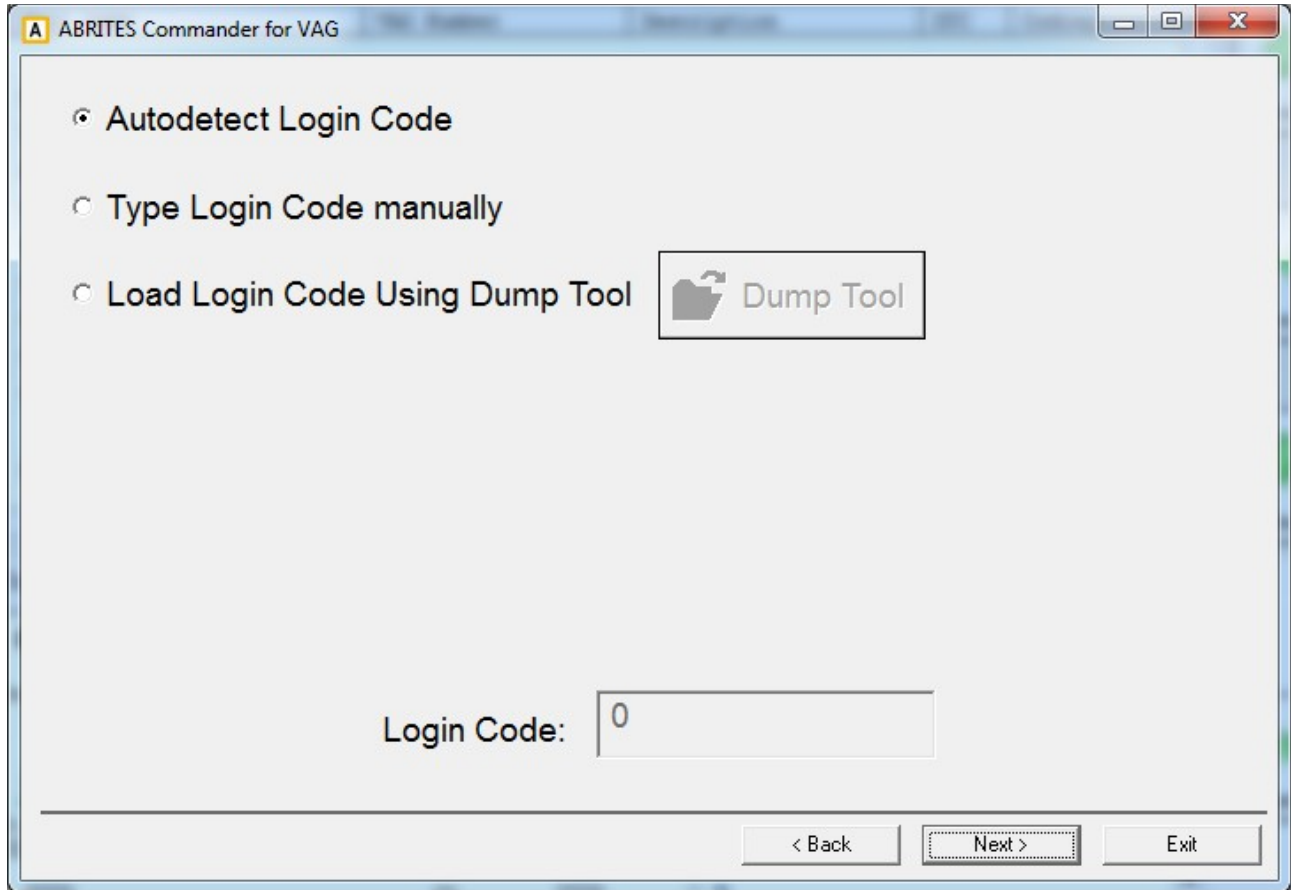 ABRITES Commander for VAG
Autodetect Login Code
Type Login Code manually
Load Login Code Using Dump Tool Dump Tool
Login Code: 0
< Back Next > Exit